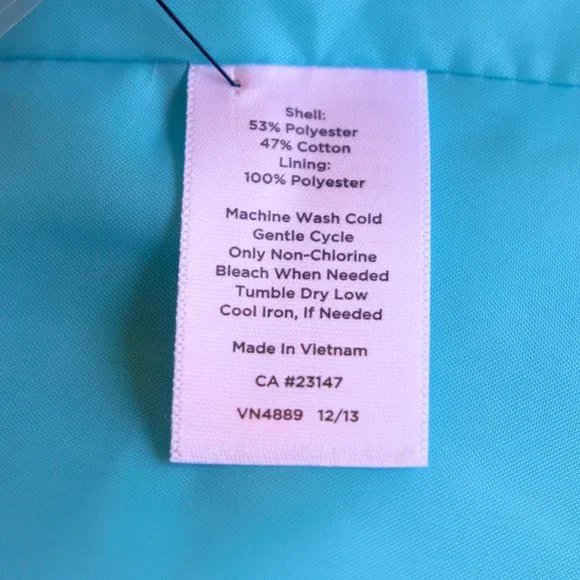 Shell:
53% Polyester
47% Cotton
Lining:
100% Polyester
Machine Wash Cold
Gentle Cycle
Only Non-Chlorine
Bleach When Needed
Tumble Dry Low
Cool Iron, If Needed
Made In Vietnam
CA #23147
VN4889 12/13